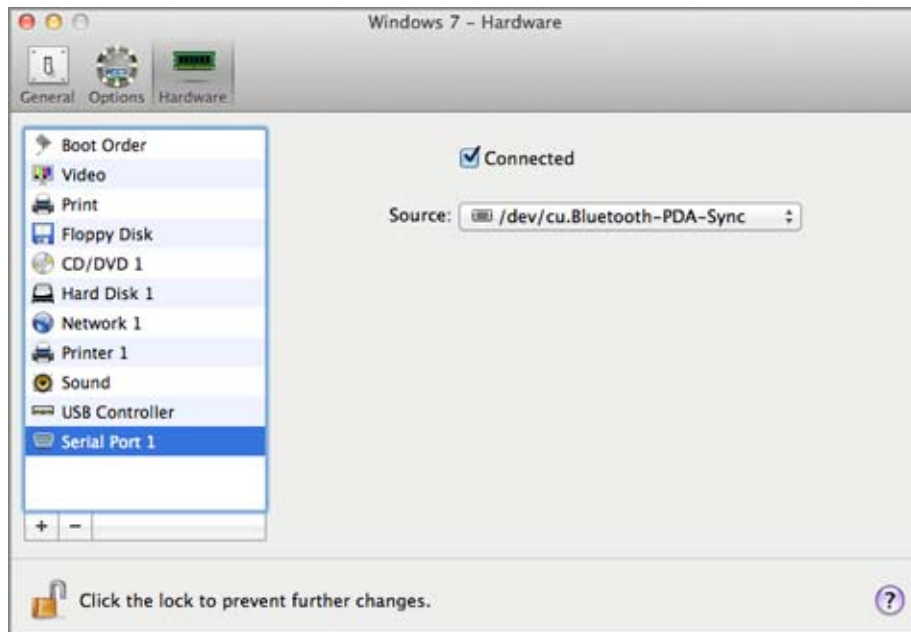 Windows 7 - Hardware
General Options Hardware
Boot Order
Video
Print
Floppy Disk
CD/DVD 1
Hard Disk 1
Network 1
Printer 1
Sound
USB Controller
Serial Port 1
Connected
Source: /dev/cu.Bluetooth-PDA-Sync
+ -
Click the lock to prevent further changes.
?